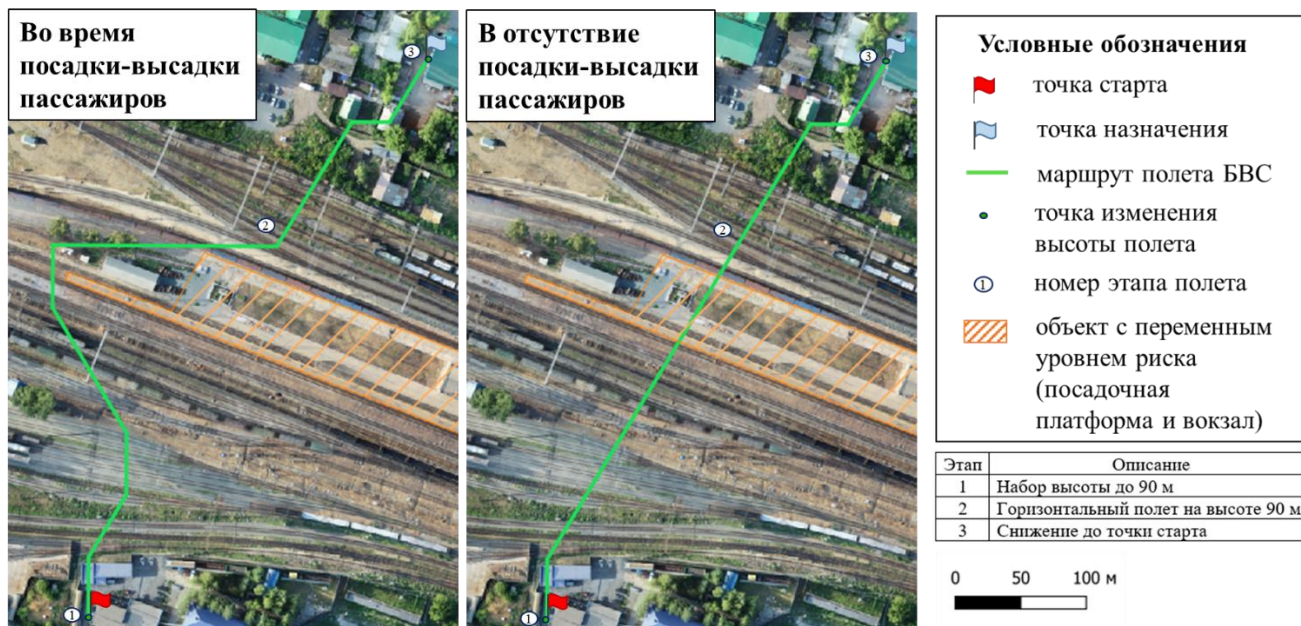 Во время
посадки-высадки
пассажиров
3
2
1
В отсутствие
посадки-высадки
пассажиров
3
2
1
Условные обозначения
точка старта
точка назначения
маршрут полета БВС
точка изменения
высоты полета
1
номер этапа полета
объект с переменным
уровнем риска
(посадочная
платформа и вокзал)
Этап Описание
1 Набор высоты до 90 м
2 Горизонтальный полет на высоте 90 м
3 Снижение до точки старта
0 50 100 м